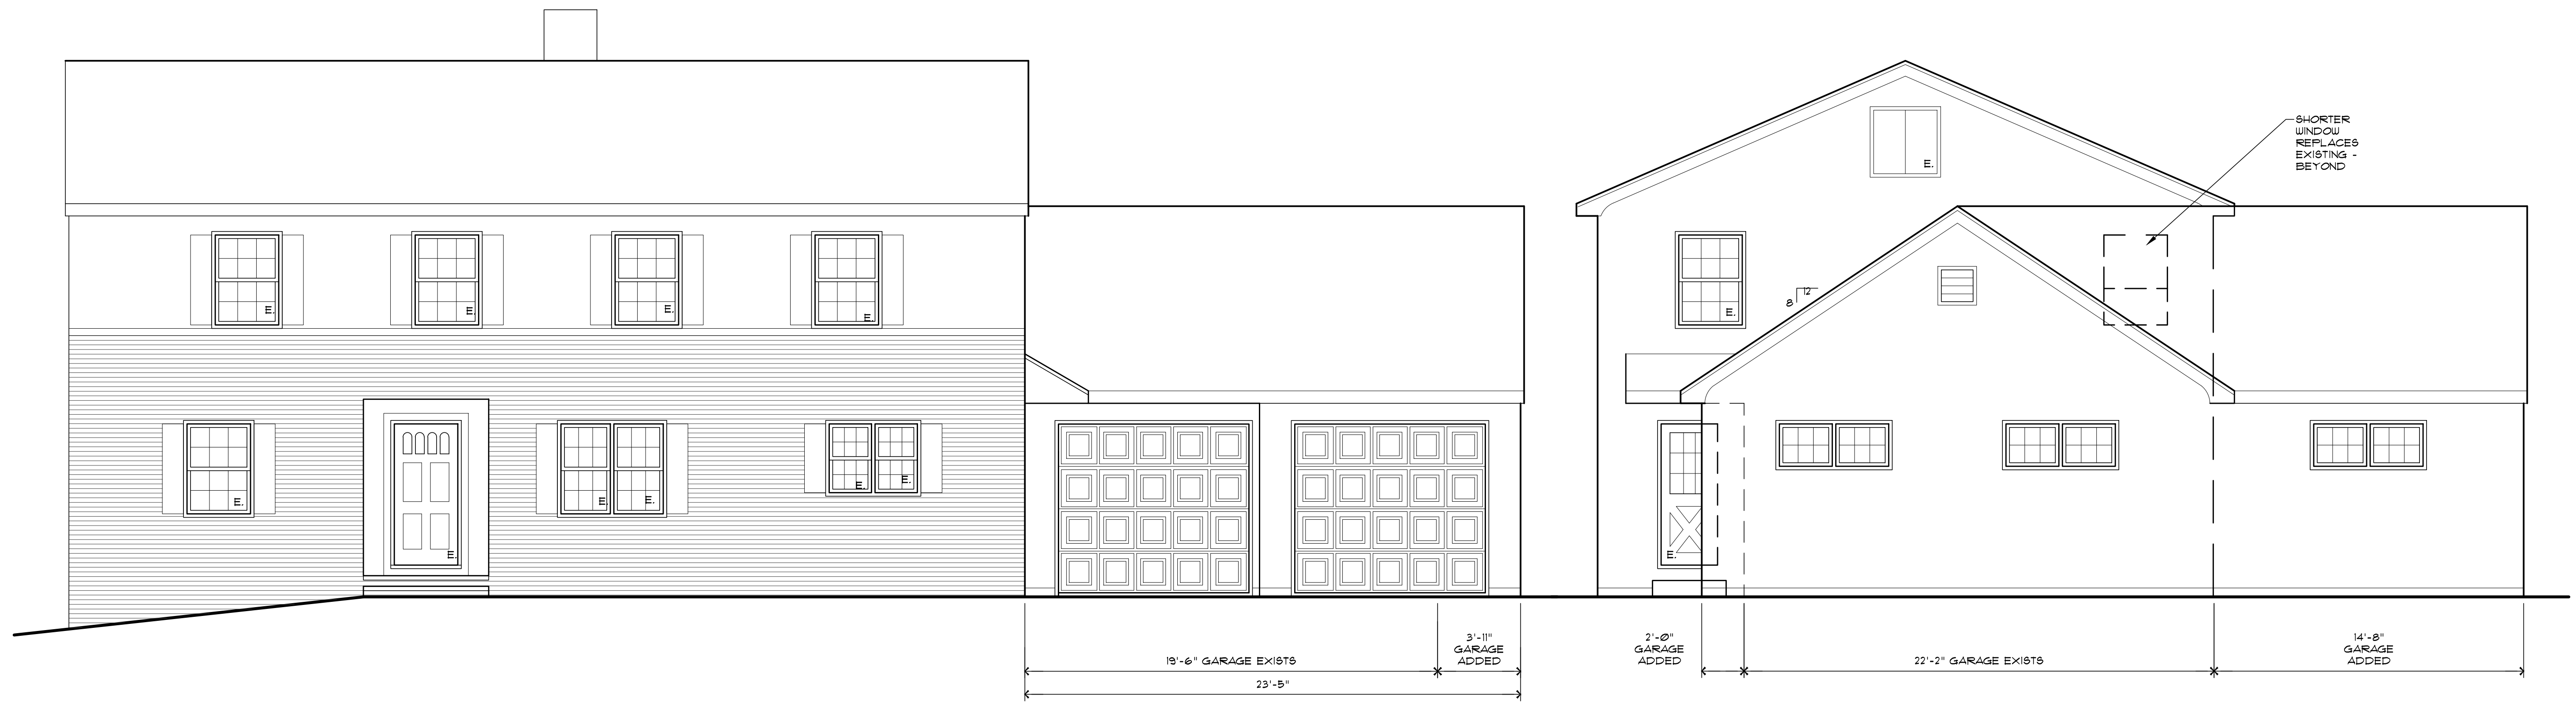 E.
SHORTER
WINDOW
REPLACES
EXISTING -
BEYOND
E.
E.
E.
E.
12
8
E.
E.
E.
E.
E.
E.
E.
E.
E.
3'-11"
GARAGE
ADDED
2'-0"
GARAGE
ADDED
14'-8"
GARAGE
ADDED
19'-6" GARAGE EXISTS
22'-2" GARAGE EXISTS
23'-5"